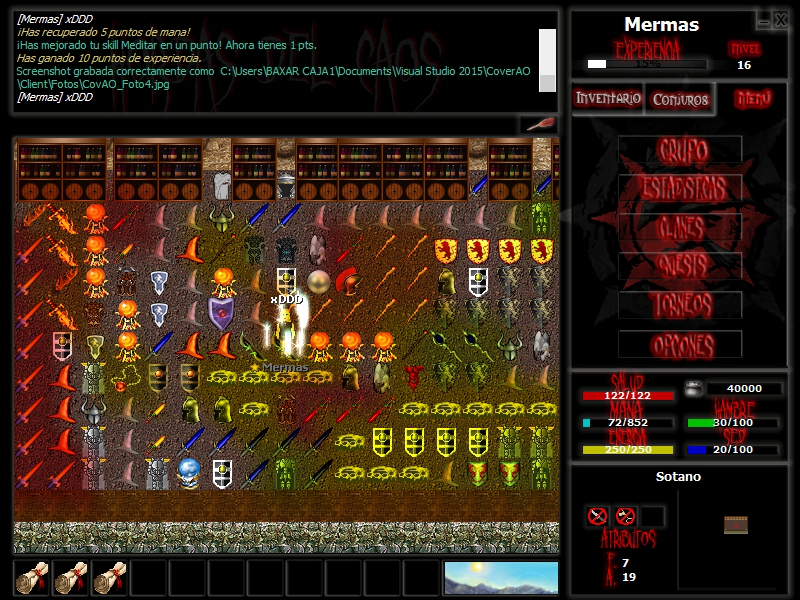 [Mermas] xDDD
¡Has recuperado 5 puntos de mana!
¡Has mejorado tu skill Meditar en un punto! Ahora tienes 1 pts.
Has ganado 10 puntos de experiencia.
Screenshot grabada correctamente como C:\Users\BAXAR CAJA1\Documents\Visual Studio 2015\CoverAO
\Client\Fotos\CovAO_Foto4.jpg
[Mermas] xDDD
Mermas
EXPERIENCIA
NIVEL
16
INVENTARIO
CONJUROS
MENÚ
GRUPO
ESTADISTICAS
CLANES
QUESTS
TORNEOS
OPCIONES
xDDD
Mermas
SALUD
122/122
40000
MANA
72/852
HAMBRE
30/100
ENERGIA
250/250
SED
20/100
Sotano
ATRIBUTOS
F: 7
A: 19